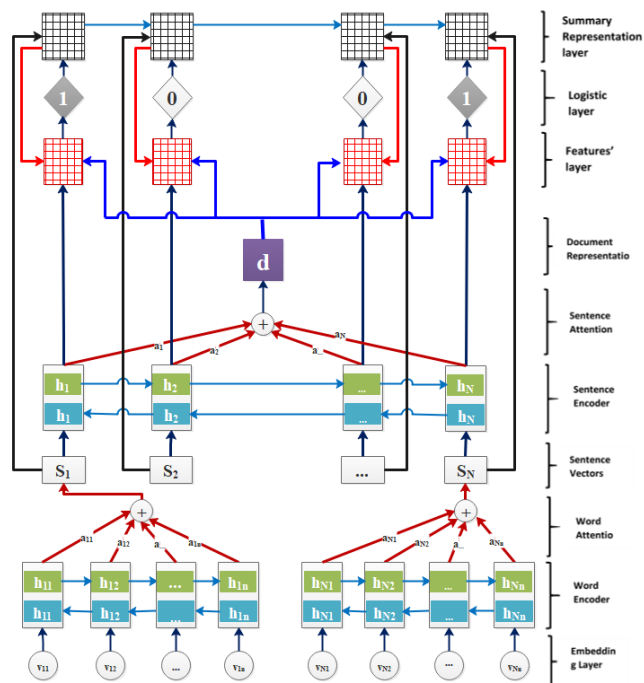 Summary
Representation
layer
1
0
0
1
Logistic
layer
Features'
layer
d
Document
Representatio
+
a1
a2
a...
aN
Sentence
Attention
h1
h2
...
hN
h1
h2
...
hN
Sentence
Encoder
S1
S2
...
SN
Sentence
Vectors
+
+
a11
a12
a...
a1n
aN1
aN2
a...
aNn
Word
Attentio
h11
h12
...
h1n
hN1
hN2
...
hNn
h11
h12
...
h1n
hN1
hN2
...
hNn
Word
Encoder
v11
v12
...
v1n
vN1
vN2
...
vNn
Embeddin
g Layer